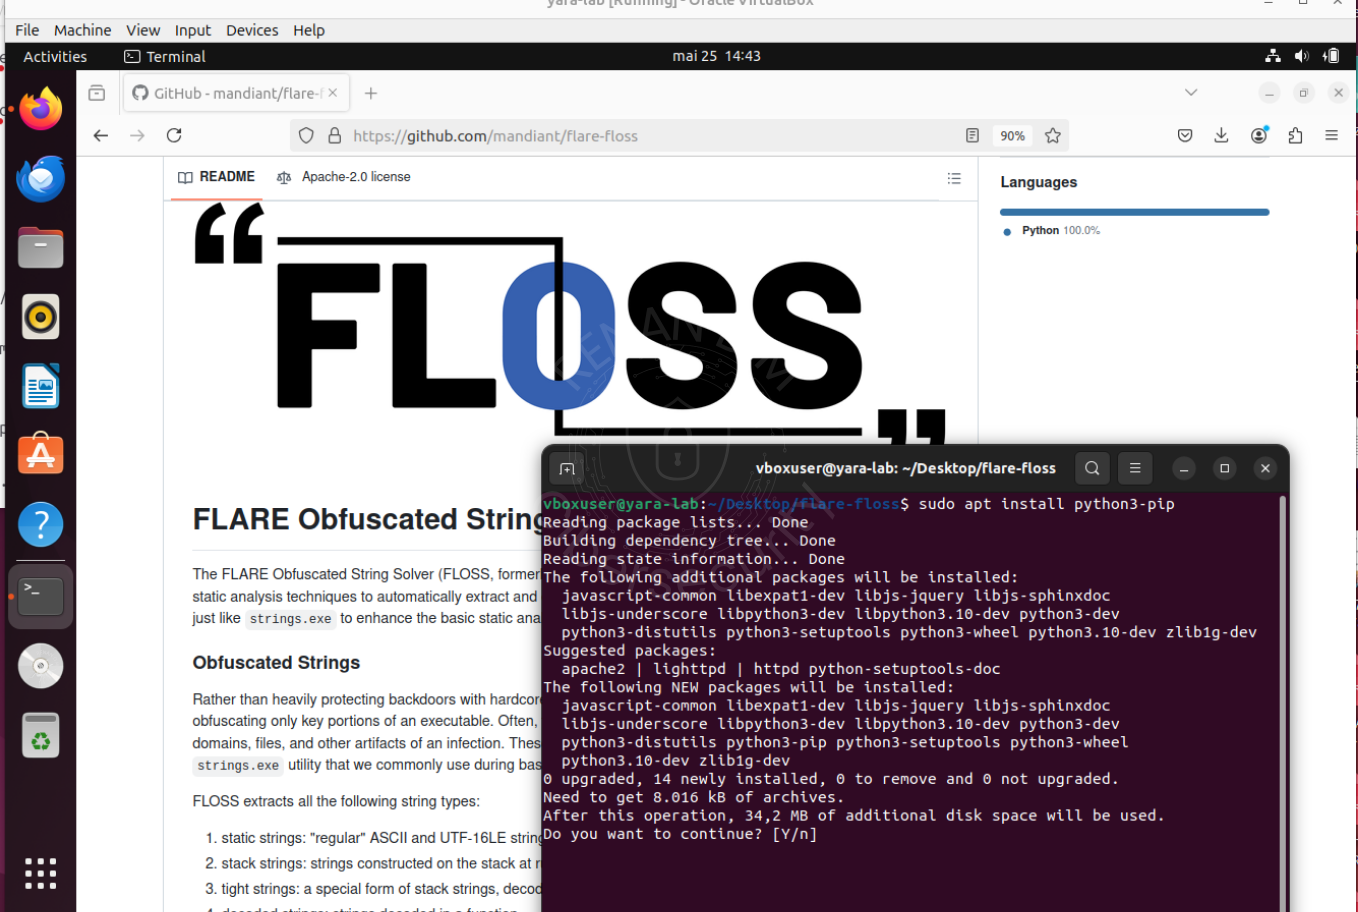 yara-lab [Running] - Oracle VirtualBox
File Machine View Input Devices Help
Activities Terminal mai 25 14:43
GitHub - mandiant/flare-f
https://github.com/mandiant/flare-floss 90%
README Apache-2.0 license
Languages
Python 100.0%
“FLOSS”
FLARE Obfuscated String
The FLARE Obfuscated String Solver (FLOSS, former
static analysis techniques to automatically extract and
just like strings.exe to enhance the basic static ana
Obfuscated Strings
Rather than heavily protecting backdoors with hardcor
obfuscating only key portions of an executable. Often,
domains, files, and other artifacts of an infection. Thes
strings.exe utility that we commonly use during bas
FLOSS extracts all the following string types:
1. static strings: "regular" ASCII and UTF-16LE string
2. stack strings: strings constructed on the stack at r
3. tight strings: a special form of stack strings, decod
4. decoded strings: strings decoded in a function
vboxuser@yara-lab: ~/Desktop/flare-floss
vboxuser@yara-lab:~/Desktop/flare-floss$ sudo apt install python3-pip
Reading package lists... Done
Building dependency tree... Done
Reading state information... Done
The following additional packages will be installed:
javascript-common libexpat1-dev libjs-jquery libjs-sphinxdoc
libjs-underscore libpython3-dev libpython3.10-dev python3-dev
python3-distutils python3-setuptools python3-wheel python3.10-dev zlib1g-dev
Suggested packages:
apache2 | lighttpd | httpd python-setuptools-doc
The following NEW packages will be installed:
javascript-common libexpat1-dev libjs-jquery libjs-sphinxdoc
libjs-underscore libpython3-dev libpython3.10-dev python3-dev
python3-distutils python3-pip python3-setuptools python3-wheel
python3.10-dev zlib1g-dev
0 upgraded, 14 newly installed, 0 to remove and 0 not upgraded.
Need to get 8.016 kB of archives.
After this operation, 34,2 MB of additional disk space will be used.
Do you want to continue? [Y/n]